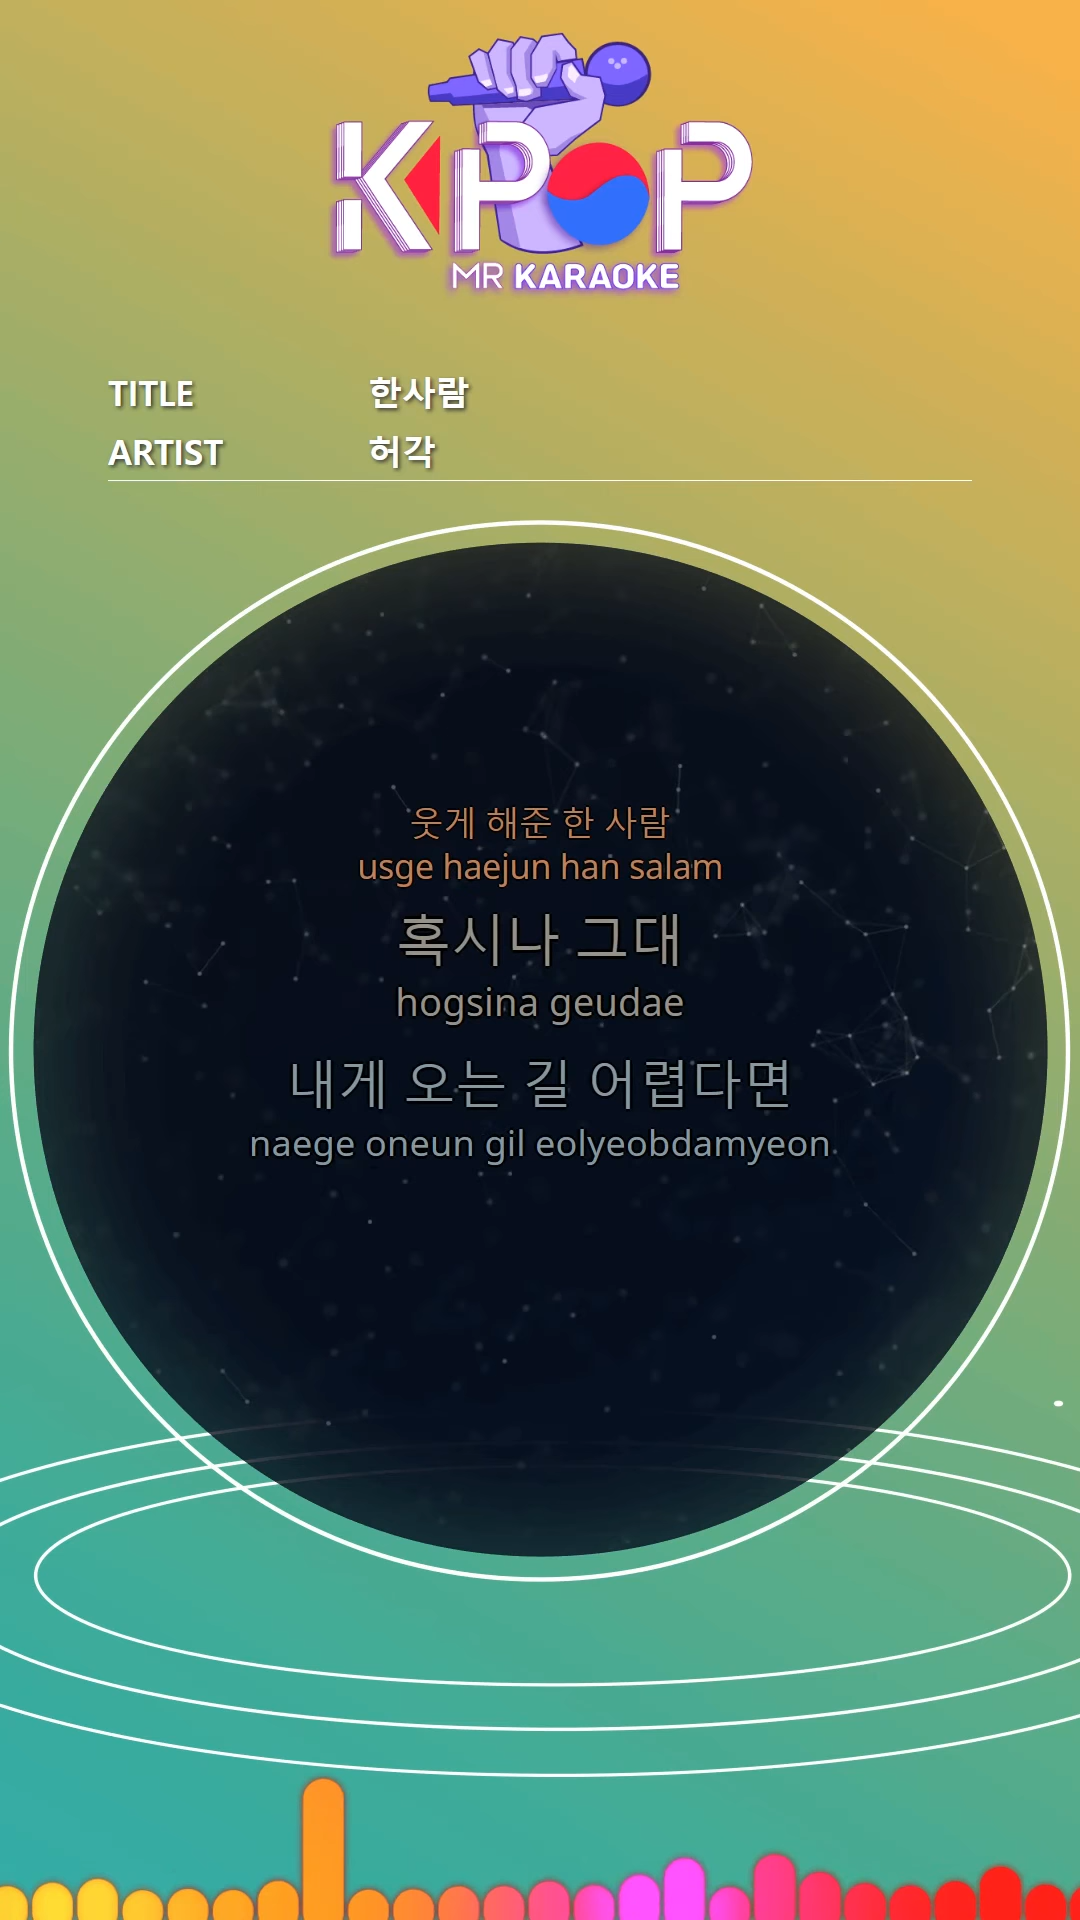 KPOP
MR KARAOKE
TITLE 한사람
ARTIST 허각
웃게 해준 한 사람
usge haejun han salam
혹시나 그대
hogsina geudae
내게 오는 길 어렵다면
naege oneun gil eolyeobdamyeon